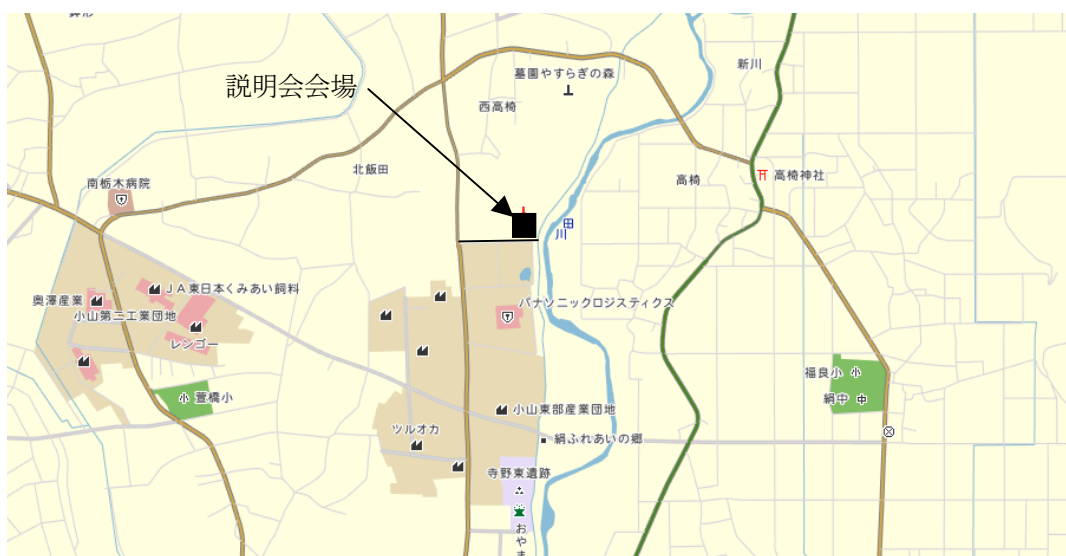 新川
墓園やすらぎの森
説明会会場
西高椅
北飯田
高椅
高椅神社
南栃木病院
田
川
JA東日本くみあい飼料
奥澤産業
小山第二工業団地
パナソニックロジスティクス
レンゴー
福良小
絹中
萱橋小
小山東部産業団地
ツルオカ
絹ふれあいの郷
寺野東遺跡
おやま